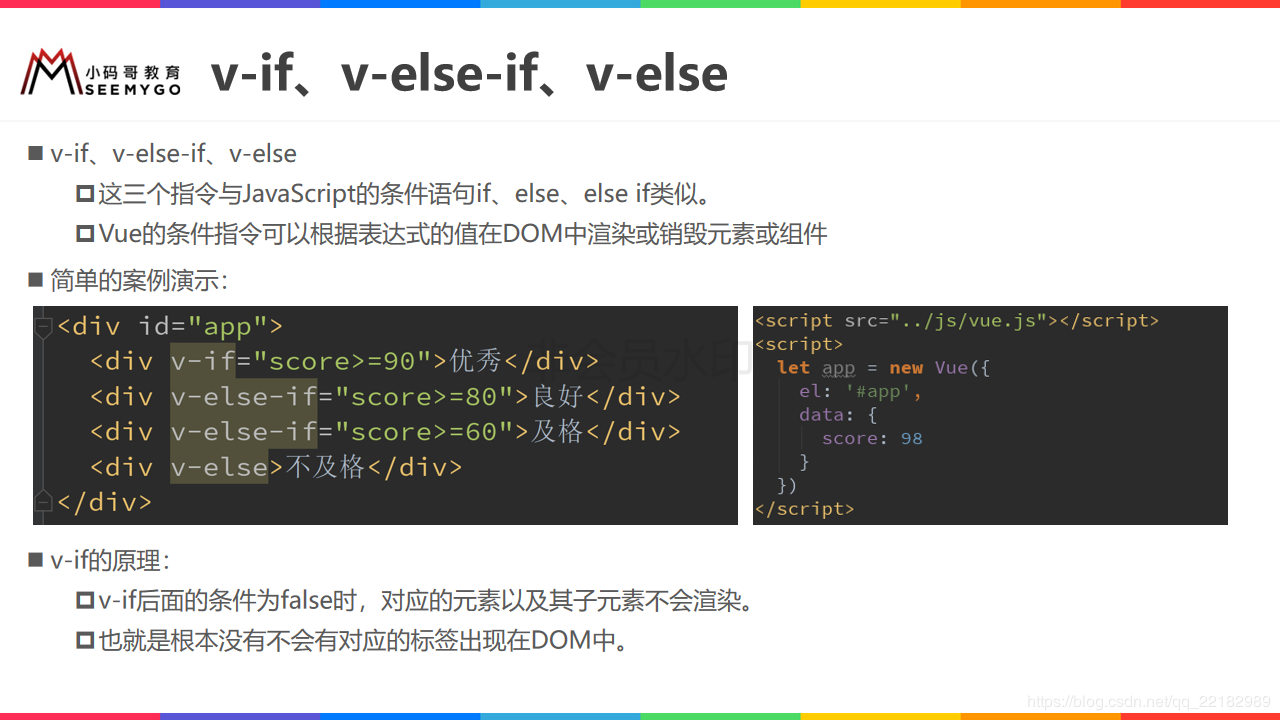 小码哥教育
SEEMYGO
v-if、v-else-if、v-else
v-if、v-else-if、v-else
这三个指令与JavaScript的条件语句if、else、else if类似。
Vue的条件指令可以根据表达式的值在DOM中渲染或销毁元素或组件
简单的案例演示：
<div id="app">
<div v-if="score>=90">优秀</div>
<div v-else-if="score>=80">良好</div>
<div v-else-if="score>=60">及格</div>
<div v-else>不及格</div>
</div>
<script src="../js/vue.js"></script>
<script>
let app = new Vue({
el: '#app',
data: {
score: 98
}
})
</script>
非会员水印
v-if的原理：
v-if后面的条件为false时，对应的元素以及其子元素不会渲染。
也就是根本没有不会有对应的标签出现在DOM中。
https://blog.csdn.net/qq_22182989